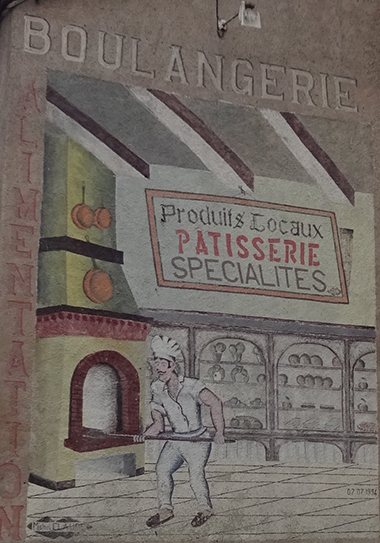 BOULANGERIE
ALIMENTATION
Produits Locaux
PATISSERIE
SPECIALITES